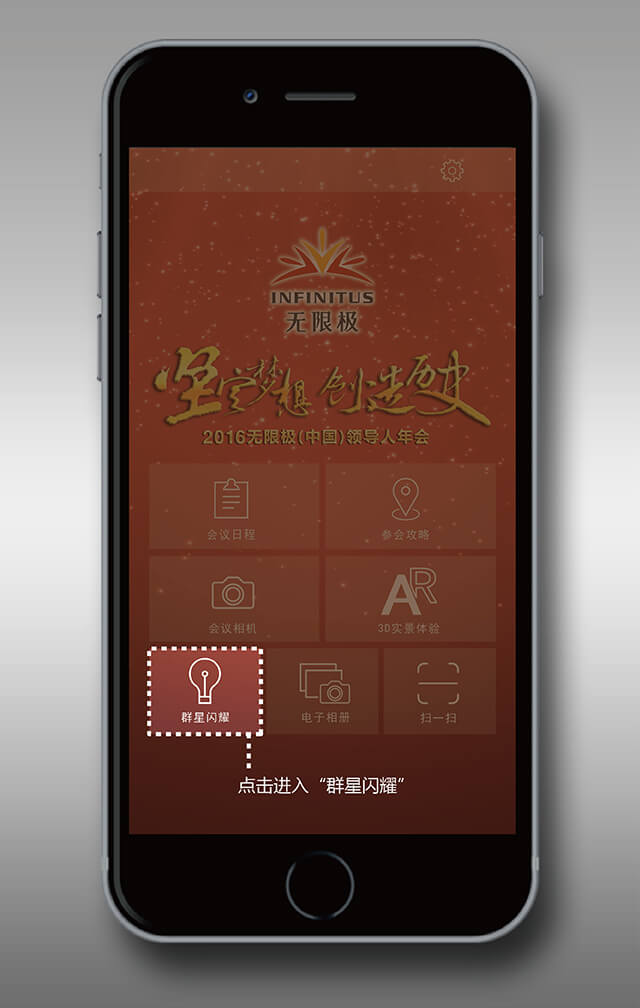 INFINITUS
无限极
坚定梦想 创造历史
2016无限极(中国)领导人年会
会议日程
参会攻略
会议相机
AR
3D实景体验
群星闪耀
电子相册
扫一扫
点击进入“群星闪耀”